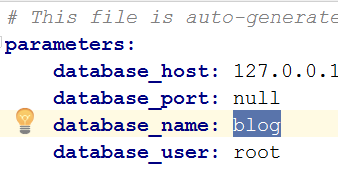 # This file is auto-generate
parameters:
database_host: 127.0.0.1
database_port: null
database_name: blog
database_user: root